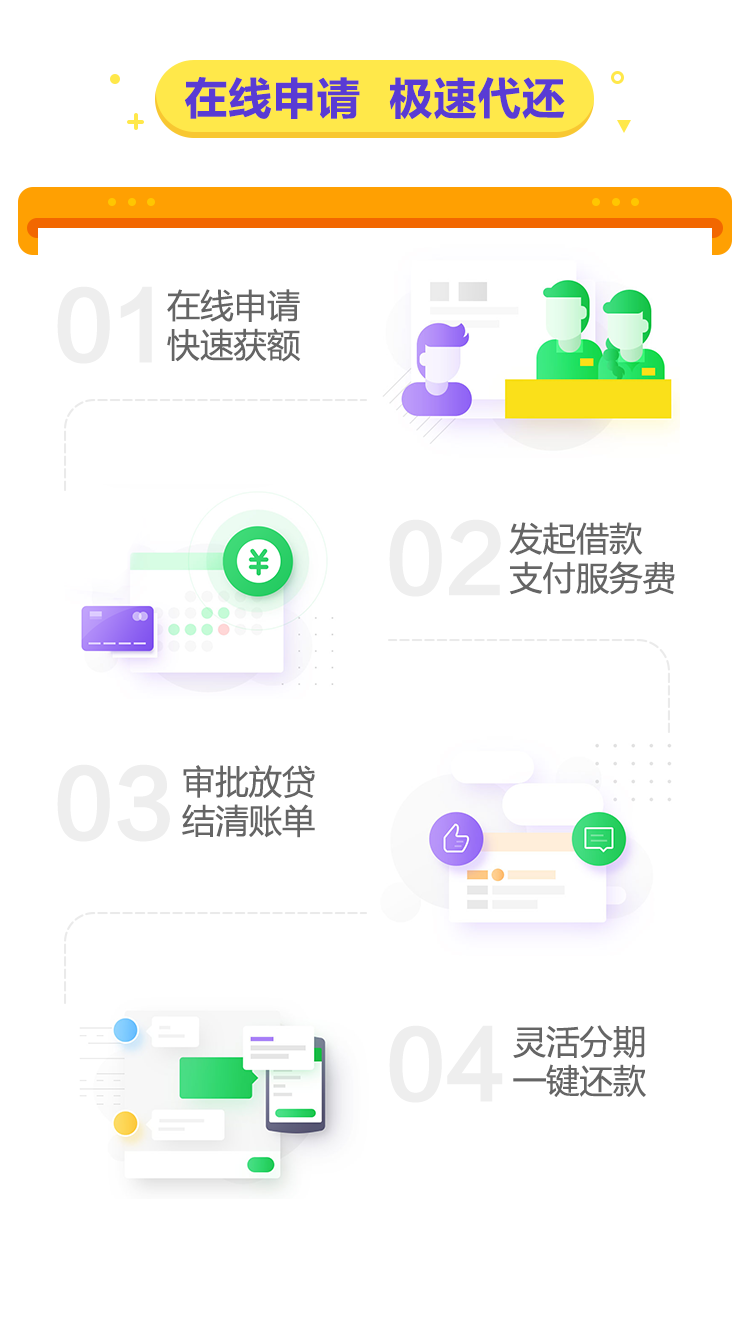 在线申请 极速代还
01
在线申请
快速获额
02
发起借款
支付服务费
03
审批放贷
结清账单
04
灵活分期
一键还款